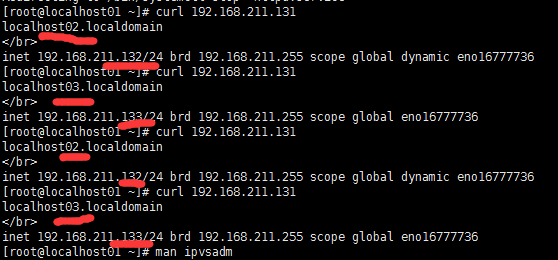 [root@localhost01 ~]# curl 192.168.211.131
localhost02.localdomain
</br>
inet 192.168.211.132/24 brd 192.168.211.255 scope global dynamic eno16777736
[root@localhost01 ~]# curl 192.168.211.131
localhost03.localdomain
</br>
inet 192.168.211.133/24 brd 192.168.211.255 scope global eno16777736
[root@localhost01 ~]# curl 192.168.211.131
localhost02.localdomain
</br>
inet 192.168.211.132/24 brd 192.168.211.255 scope global dynamic eno16777736
[root@localhost01 ~]# curl 192.168.211.131
localhost03.localdomain
</br>
inet 192.168.211.133/24 brd 192.168.211.255 scope global eno16777736
[root@localhost01 ~]# man ipvsadm